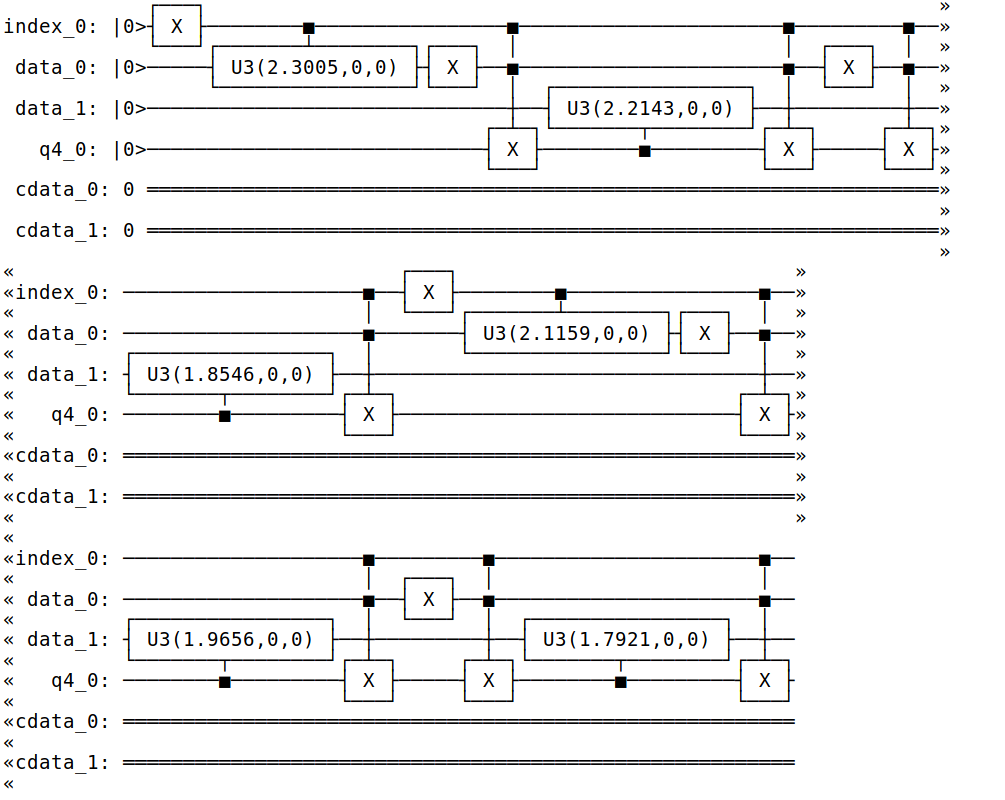 »
index_0: |0> X »
»
data_0: |0> U3(2.3005,0,0) X X »
»
data_1: |0> U3(2.2143,0,0) »
»
q4_0: |0> X X X »
»
cdata_0: 0 »
»
cdata_1: 0 »
»
« »
«index_0: X »
« »
« data_0: U3(2.1159,0,0) X »
« »
« data_1: U3(1.8546,0,0) »
« »
« q4_0: X X »
« »
«cdata_0: »
« »
«cdata_1: »
« »
«
«index_0:
«
« data_0: X
«
« data_1: U3(1.9656,0,0) U3(1.7921,0,0)
«
« q4_0: X X X
«
«cdata_0:
«
«cdata_1:
«